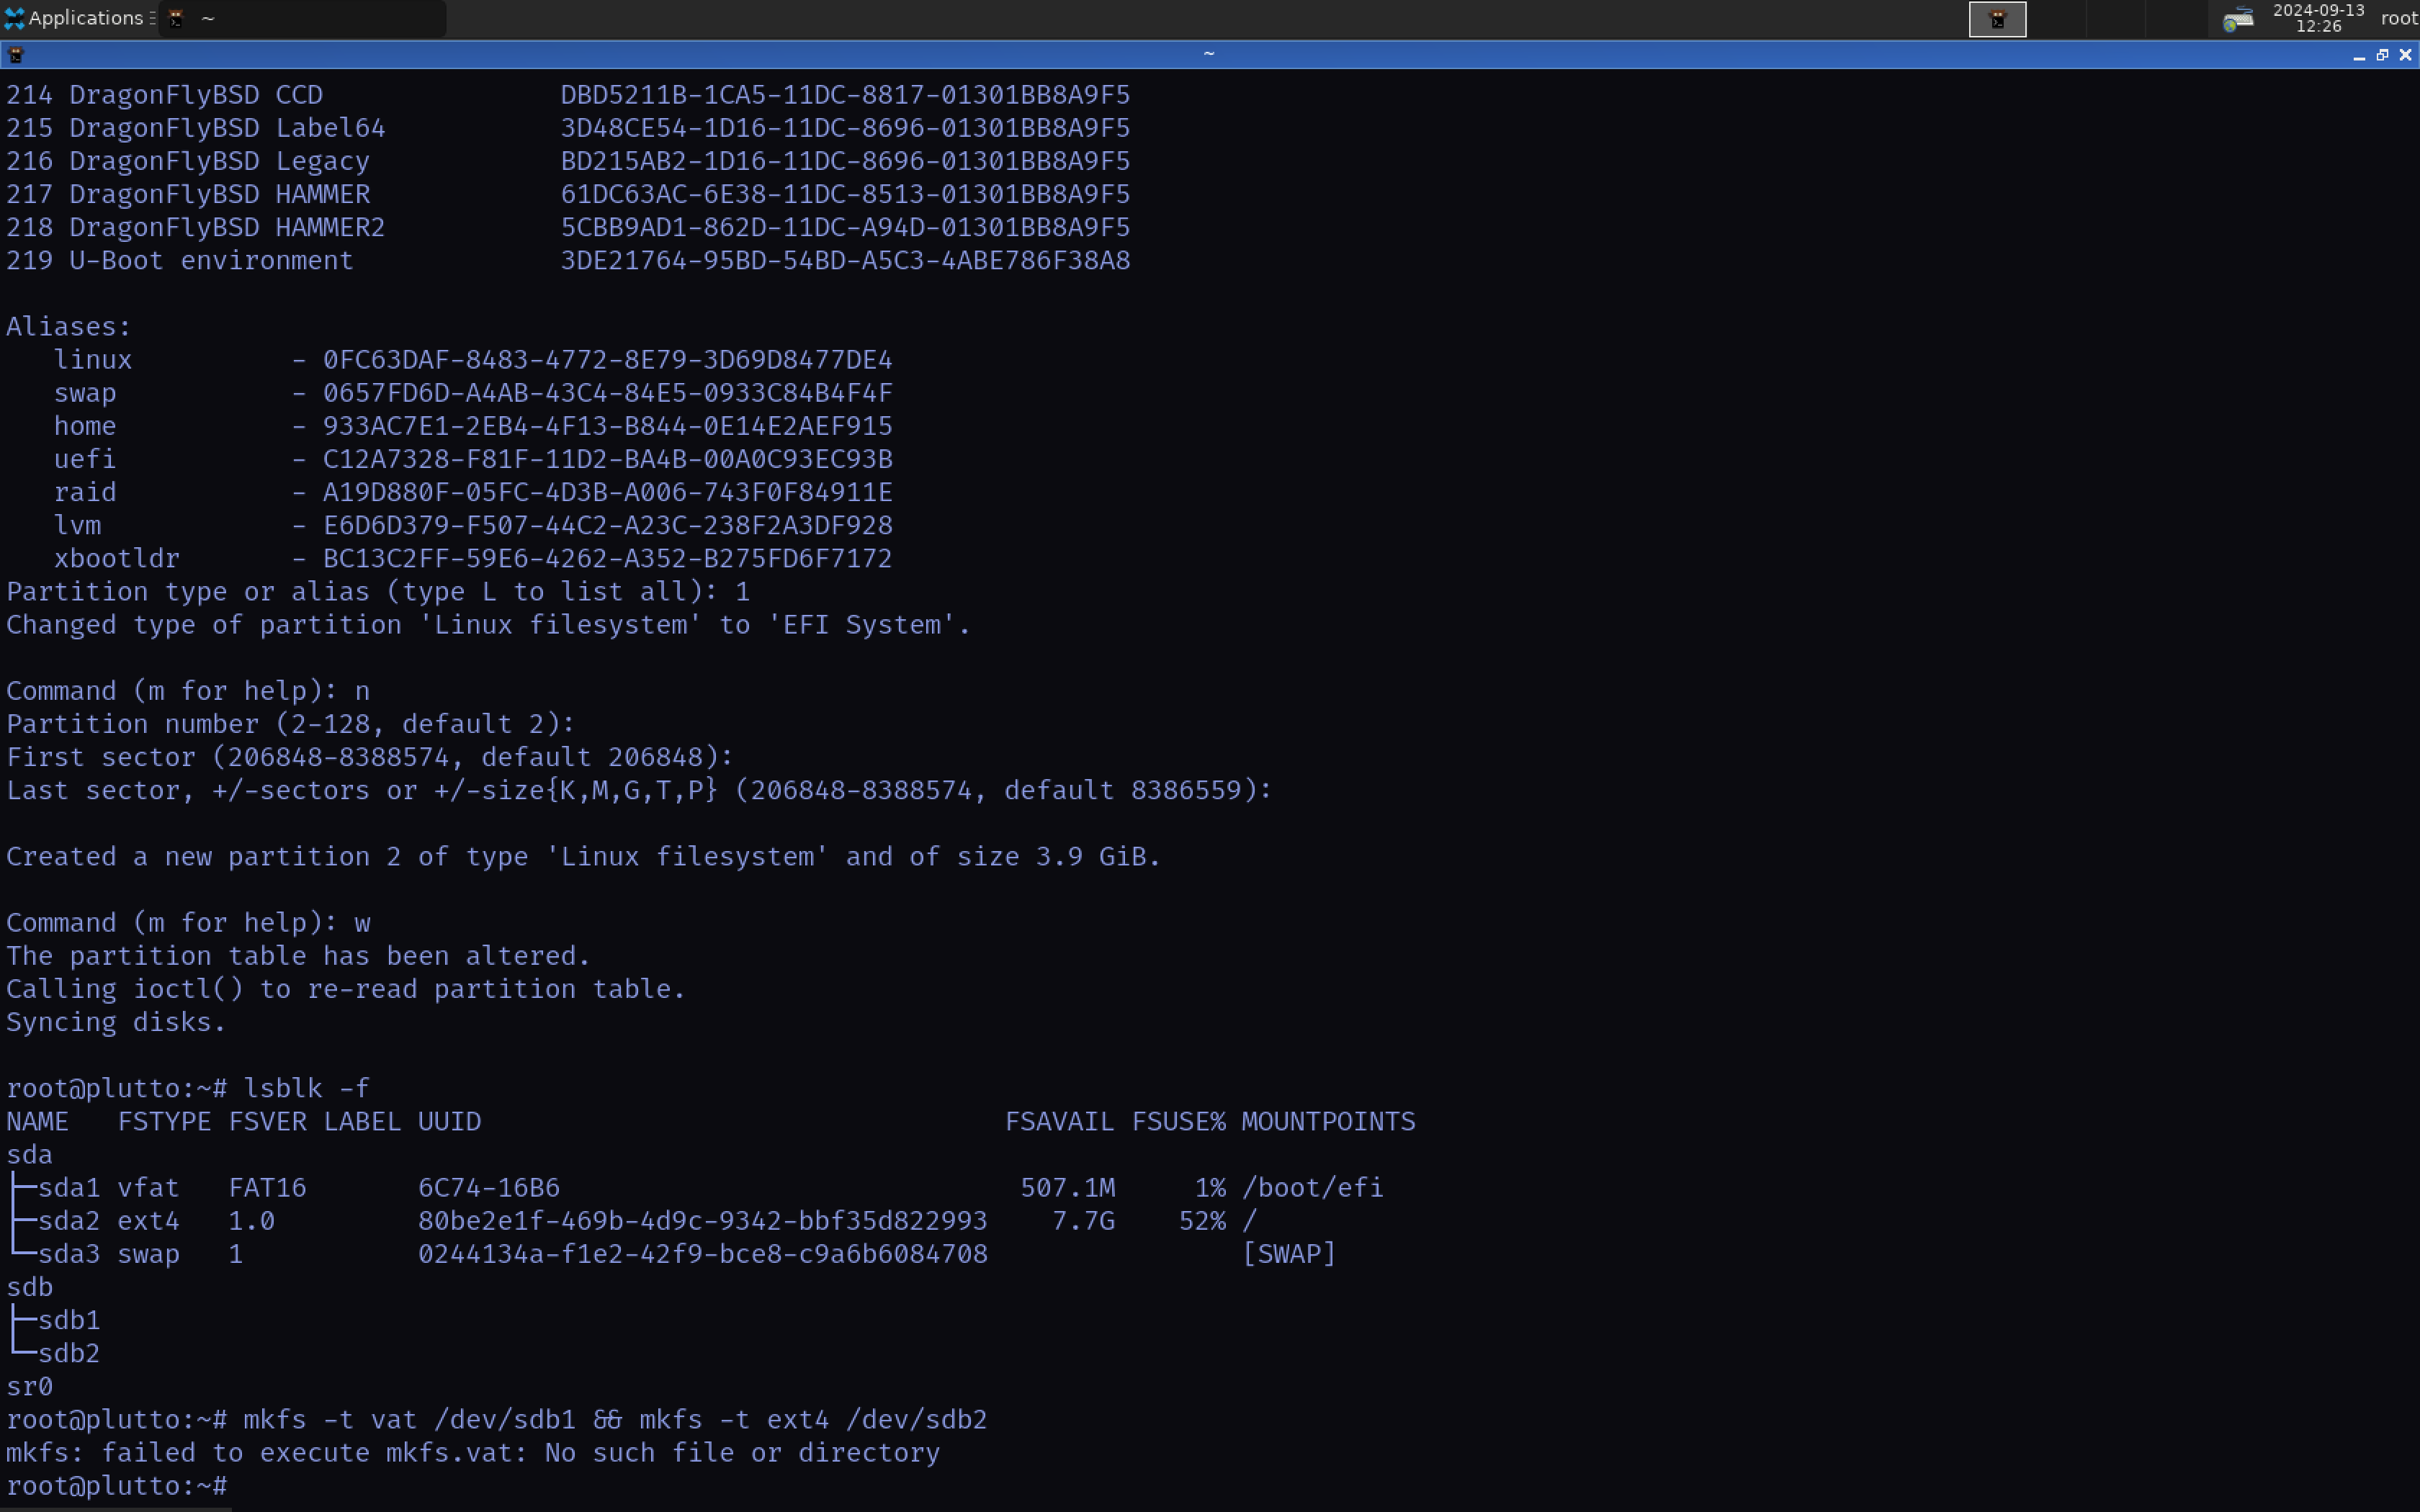 Applications ~ 2024-09-13 12:26 root
~
214 DragonFlyBSD CCD               DBD5211B-1CA5-11DC-8817-01301BB8A9F5
215 DragonFlyBSD Label64           3D48CE54-1D16-11DC-8696-01301BB8A9F5
216 DragonFlyBSD Legacy            BD215AB2-1D16-11DC-8696-01301BB8A9F5
217 DragonFlyBSD HAMMER            61DC63AC-6E38-11DC-8513-01301BB8A9F5
218 DragonFlyBSD HAMMER2           5CBB9AD1-862D-11DC-A94D-01301BB8A9F5
219 U-Boot environment             3DE21764-95BD-54BD-A5C3-4ABE786F38A8
Aliases:
   linux          - 0FC63DAF-8483-4772-8E79-3D69D8477DE4
   swap           - 0657FD6D-A4AB-43C4-84E5-0933C84B4F4F
   home           - 933AC7E1-2EB4-4F13-B844-0E14E2AEF915
   uefi           - C12A7328-F81F-11D2-BA4B-00A0C93EC93B
   raid           - A19D880F-05FC-4D3B-A006-743F0F84911E
   lvm            - E6D6D379-F507-44C2-A23C-238F2A3DF928
   xbootldr       - BC13C2FF-59E6-4262-A352-B275FD6F7172
Partition type or alias (type L to list all): 1
Changed type of partition 'Linux filesystem' to 'EFI System'.
Command (m for help): n
Partition number (2-128, default 2):
First sector (206848-8388574, default 206848):
Last sector, +/-sectors or +/-size{K,M,G,T,P} (206848-8388574, default 8386559):
Created a new partition 2 of type 'Linux filesystem' and of size 3.9 GiB.
Command (m for help): w
The partition table has been altered.
Calling ioctl() to re-read partition table.
Syncing disks.
root@plutto:~# lsblk -f
NAME   FSTYPE FSVER LABEL UUID                                 FSAVAIL FSUSE% MOUNTPOINTS
sda
├─sda1 vfat   FAT16       6C74-16B6                             507.1M     1% /boot/efi
├─sda2 ext4   1.0         80be2e1f-469b-4d9c-9342-bbf35d822993    7.7G    52% /
└─sda3 swap   1           0244134a-f1e2-42f9-bce8-c9a6b6084708                [SWAP]
sdb
├─sdb1
└─sdb2
sr0
root@plutto:~# mkfs -t vat /dev/sdb1 && mkfs -t ext4 /dev/sdb2
mkfs: failed to execute mkfs.vat: No such file or directory
root@plutto:~#